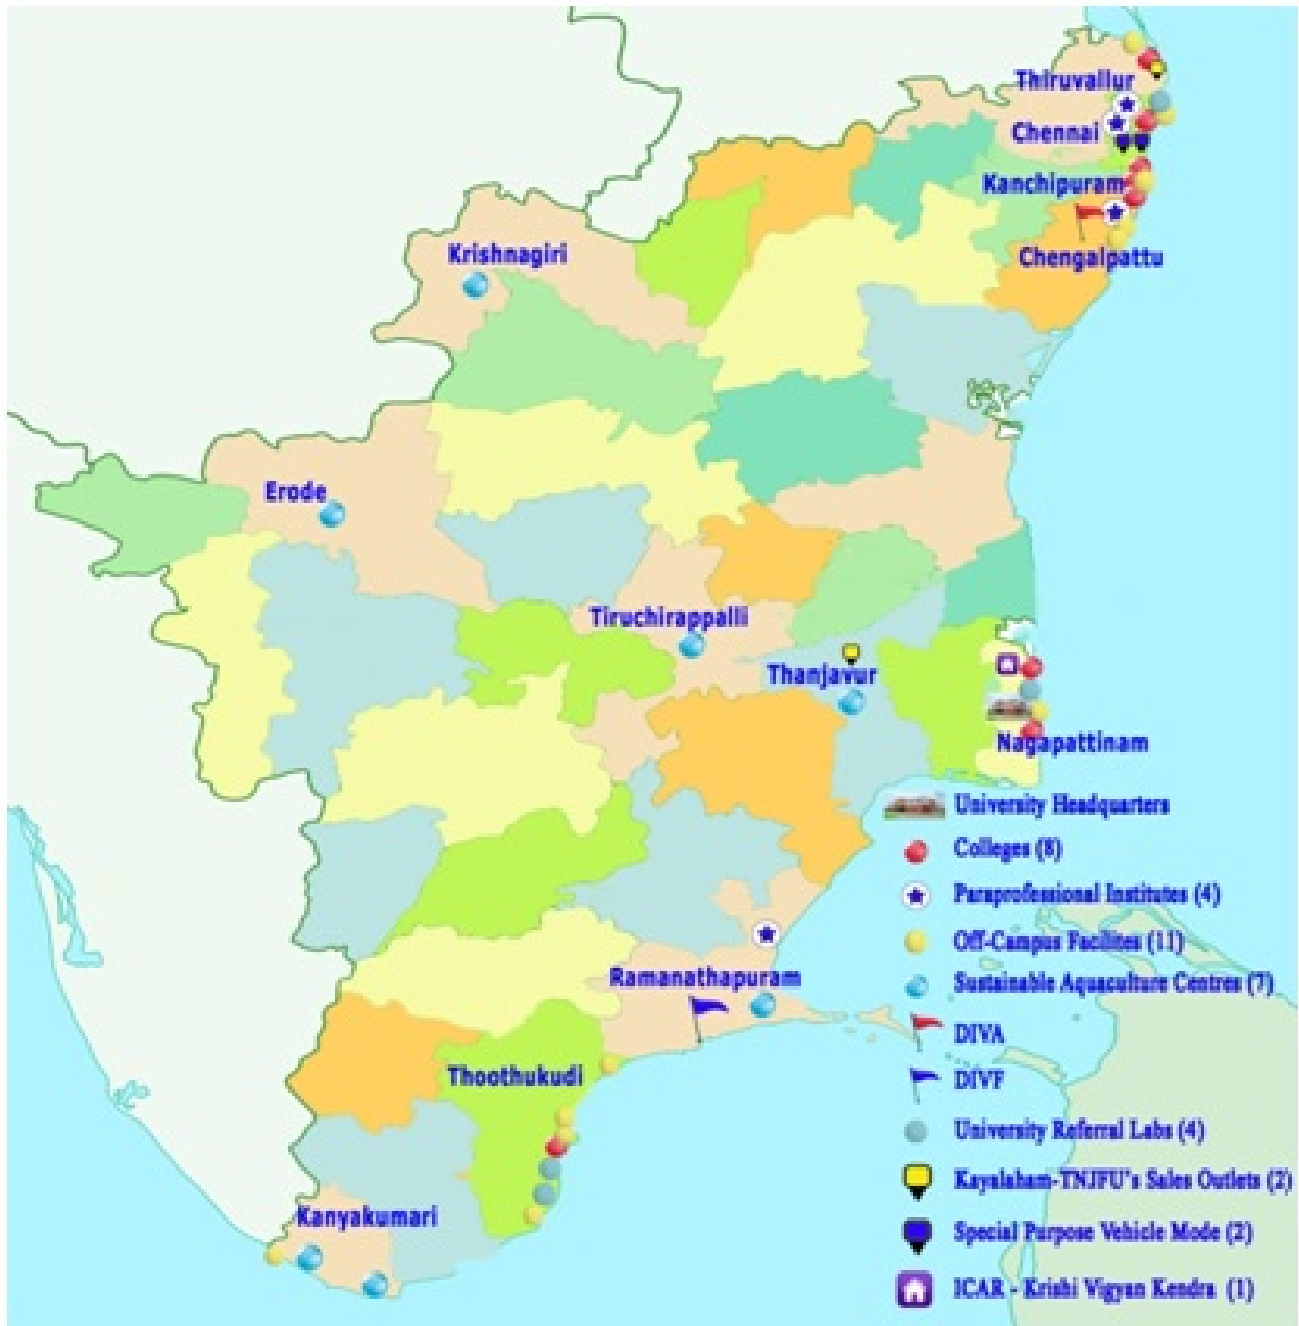 Thiruvallur
Chennai
Kanchipuram
Krishnagiri
Chengalpattu
Erode
Tiruchirappalli
Thanjavur
Nagapattinam
University Headquarters
Colleges (8)
Paraprofessional Institutes (4)
Off-Campus Facilites (11)
Ramanathapuram
Sustainable Aquaculture Centres (7)
DIVA
Thoothukudi
DIVF
University Referral Labs (4)
Kayalaham-TNJFU's Sales Outlets (2)
Kanyakumari
Special Purpose Vehicle Mode (2)
ICAR - Krishi Vigyan Kendra (1)